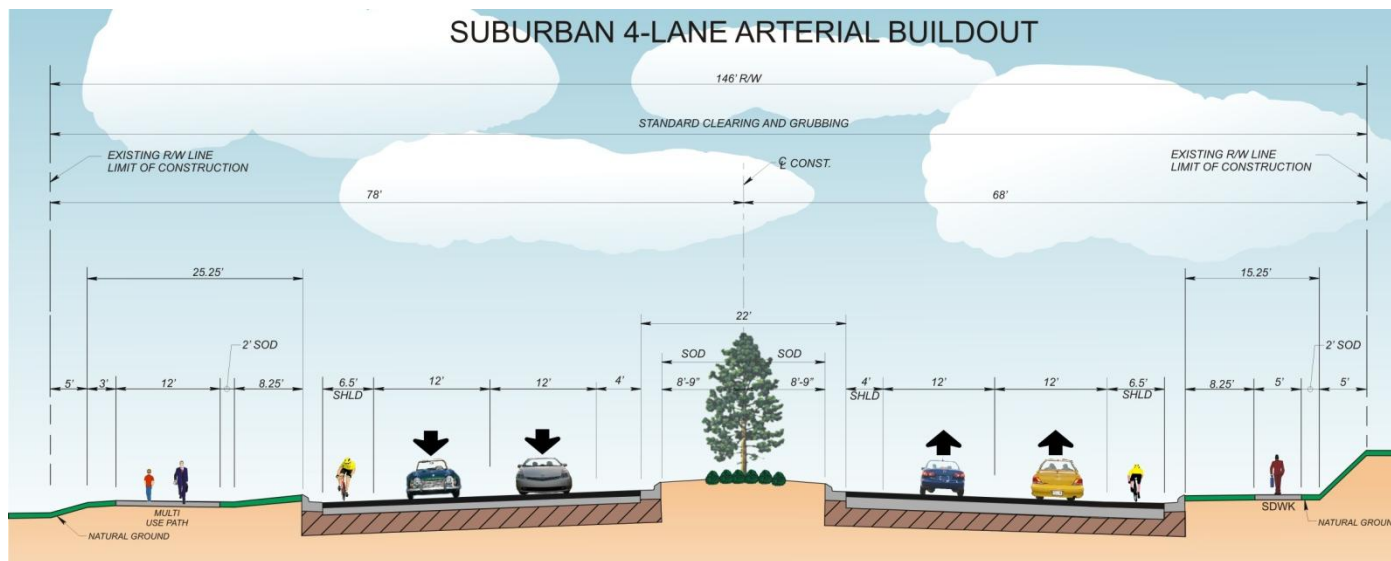 SUBURBAN 4-LANE ARTERIAL BUILDOUT
146' R/W
STANDARD CLEARING AND GRUBBING
EXISTING R/W LINE
LIMIT OF CONSTRUCTION
℄ CONST.
EXISTING R/W LINE
LIMIT OF CONSTRUCTION
78'
68'
25.25'
15.25'
22'
2' SOD
SOD
SOD
2' SOD
5'
3'
12'
8.25'
6.5'
SHLD
12'
12'
4'
8'-9"
8'-9"
4'
SHLD
12'
12'
6.5'
SHLD
8.25'
5'
5'
MULTI
USE PATH
NATURAL GROUND
SDWK
NATURAL GROUN